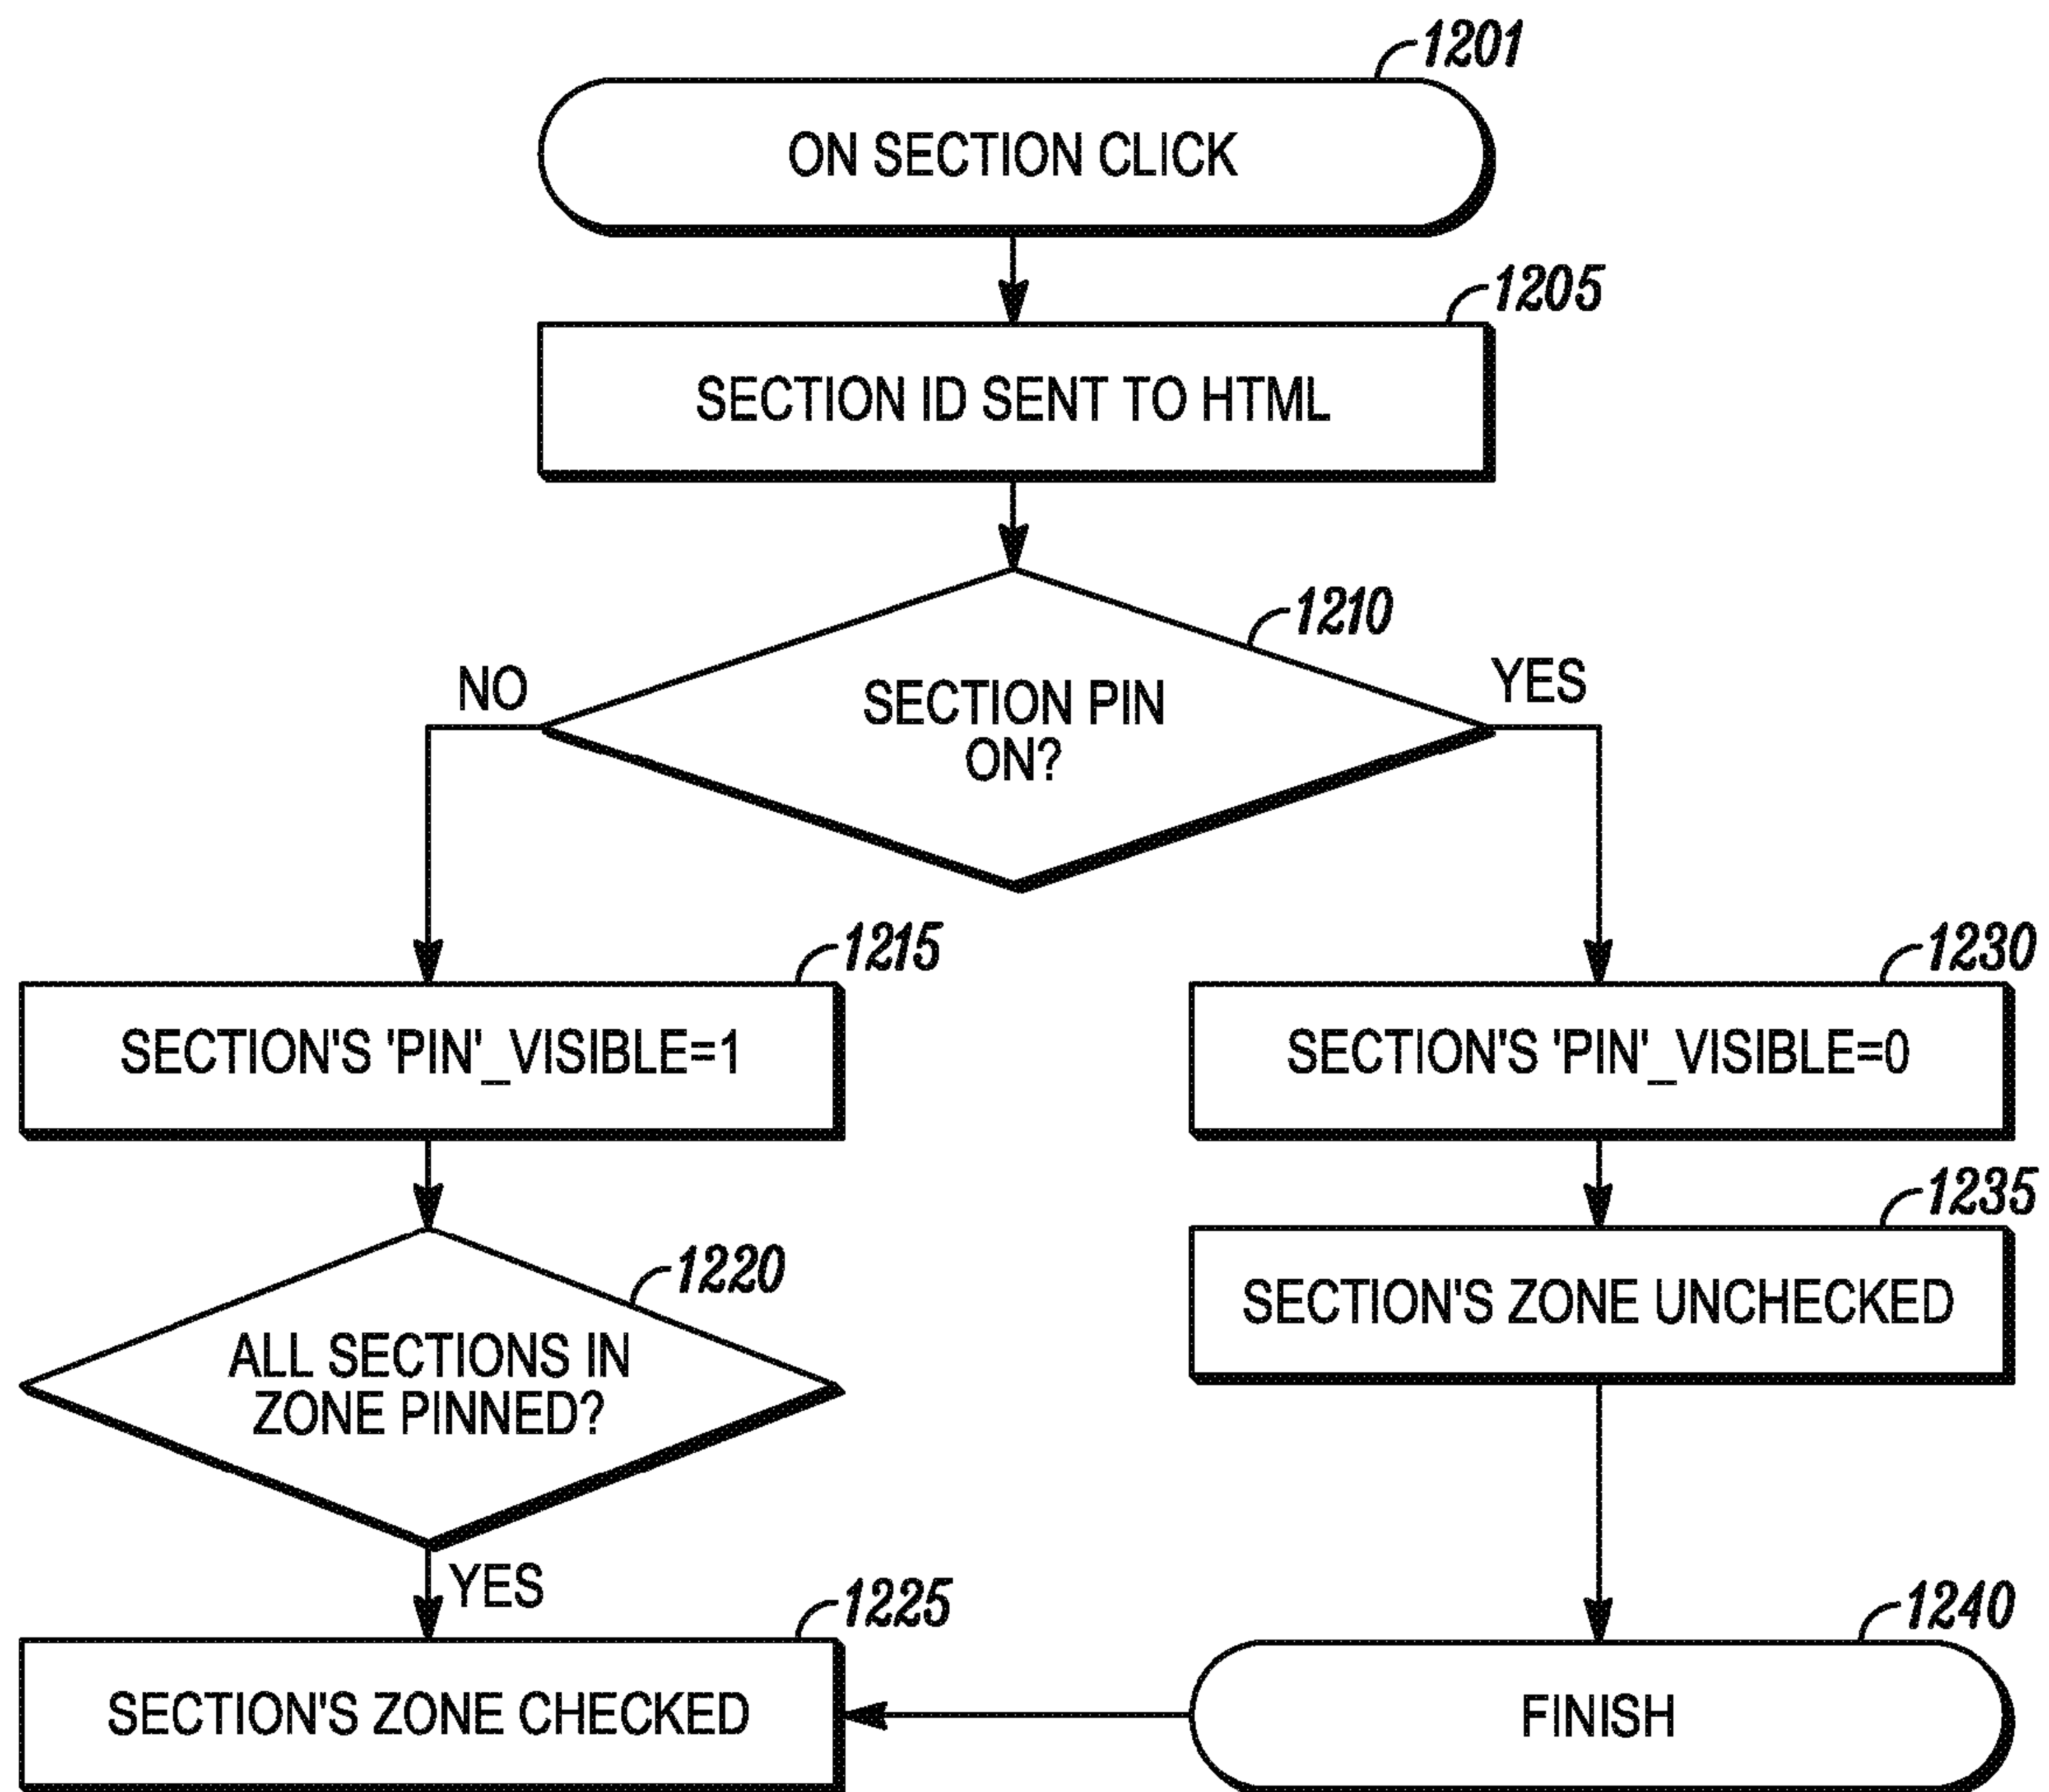 1201
ON SECTION CLICK
1205
SECTION ID SENT TO HTML
1210
NO
YES
SECTION PIN
ON?
1215
1230
SECTION'S 'PIN'_VISIBLE=1
SECTION'S 'PIN'_VISIBLE=0
1235
1220
SECTION'S ZONE UNCHECKED
ALL SECTIONS IN
ZONE PINNED?
YES
1225
1240
SECTION'S ZONE CHECKED
FINISH